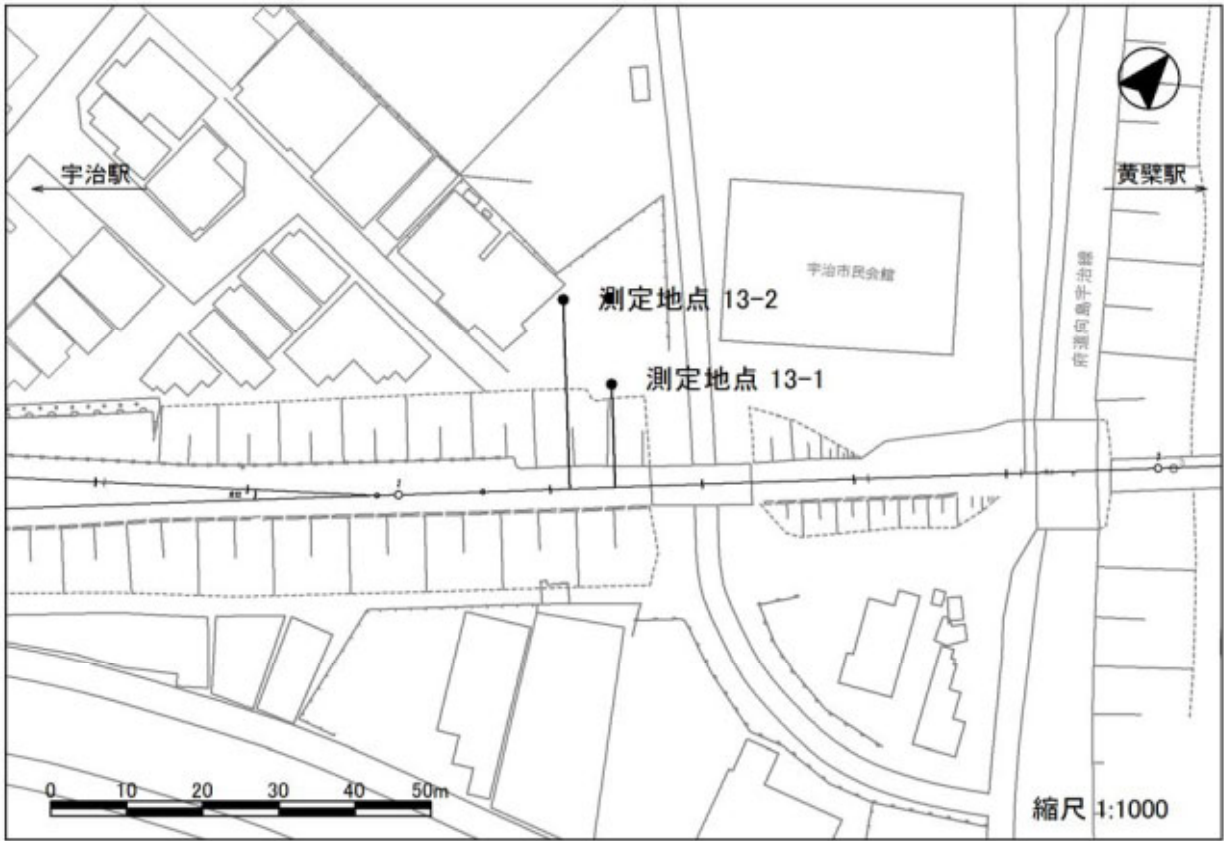 宇治駅
黄檗駅
宇治市民会館
府道向島宇治線
測定地点 13-2
測定地点 13-1
0 10 20 30 40 50m
縮尺 1:1000